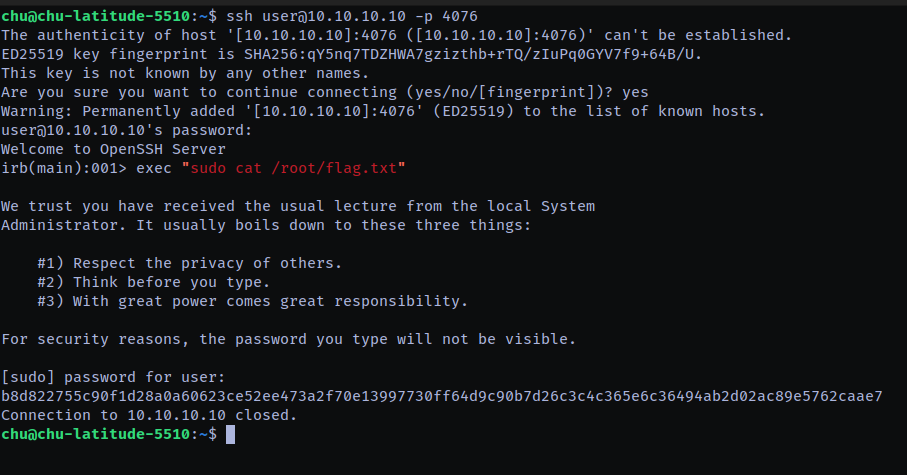 chu@chu-latitude-5510:~$ ssh user@10.10.10.10 -p 4076
The authenticity of host '[10.10.10.10]:4076 ([10.10.10.10]:4076)' can't be established.
ED25519 key fingerprint is SHA256:qY5nq7TDZHWA7gzizthb+rTQ/zIuPq0GYV7f9+64B/U.
This key is not known by any other names.
Are you sure you want to continue connecting (yes/no/[fingerprint])? yes
Warning: Permanently added '[10.10.10.10]:4076' (ED25519) to the list of known hosts.
user@10.10.10.10's password:
Welcome to OpenSSH Server
irb(main):001> exec "sudo cat /root/flag.txt"
We trust you have received the usual lecture from the local System
Administrator. It usually boils down to these three things:
#1) Respect the privacy of others.
#2) Think before you type.
#3) With great power comes great responsibility.
For security reasons, the password you type will not be visible.
[sudo] password for user:
b8d822755c90f1d28a0a60623ce52ee473a2f70e13997730ff64d9c90b7d26c3c4c365e6c36494ab2d02ac89e5762caae7
Connection to 10.10.10.10 closed.
chu@chu-latitude-5510:~$